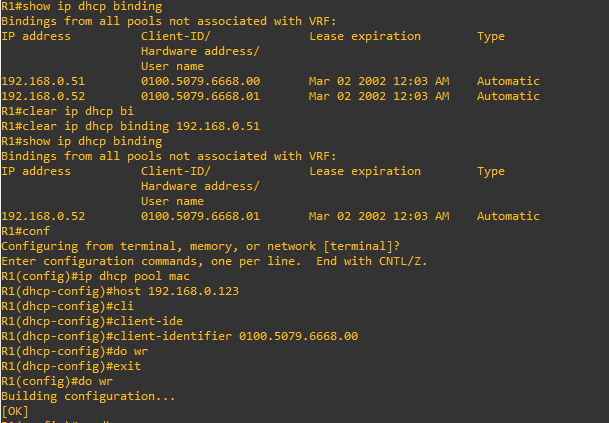 R1#show ip dhcp binding
Bindings from all pools not associated with VRF:
IP address Client-ID/ Lease expiration Type
Hardware address/
User name
192.168.0.51 0100.5079.6668.00 Mar 02 2002 12:03 AM Automatic
192.168.0.52 0100.5079.6668.01 Mar 02 2002 12:03 AM Automatic
R1#clear ip dhcp bi
R1#clear ip dhcp binding 192.168.0.51
R1#show ip dhcp binding
Bindings from all pools not associated with VRF:
IP address Client-ID/ Lease expiration Type
Hardware address/
User name
192.168.0.52 0100.5079.6668.01 Mar 02 2002 12:03 AM Automatic
R1#conf
Configuring from terminal, memory, or network [terminal]?
Enter configuration commands, one per line. End with CNTL/Z.
R1(config)#ip dhcp pool mac
R1(dhcp-config)#host 192.168.0.123
R1(dhcp-config)#cli
R1(dhcp-config)#client-ide
R1(dhcp-config)#client-identifier 0100.5079.6668.00
R1(dhcp-config)#do wr
R1(dhcp-config)#exit
R1(config)#do wr
Building configuration...
[OK]